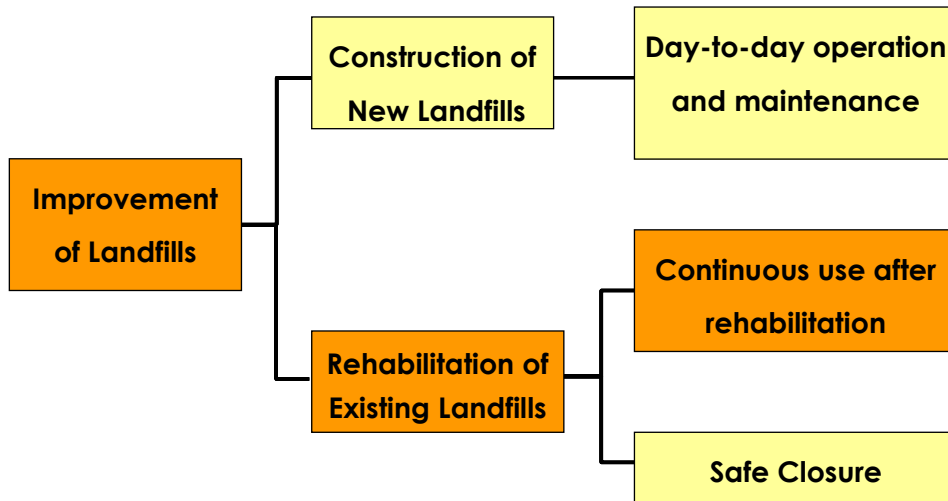 Construction of
New Landfills
Day-to-day operation
and maintenance
Improvement
of Landfills
Continuous use after
rehabilitation
Rehabilitation of
Existing Landfills
Safe Closure